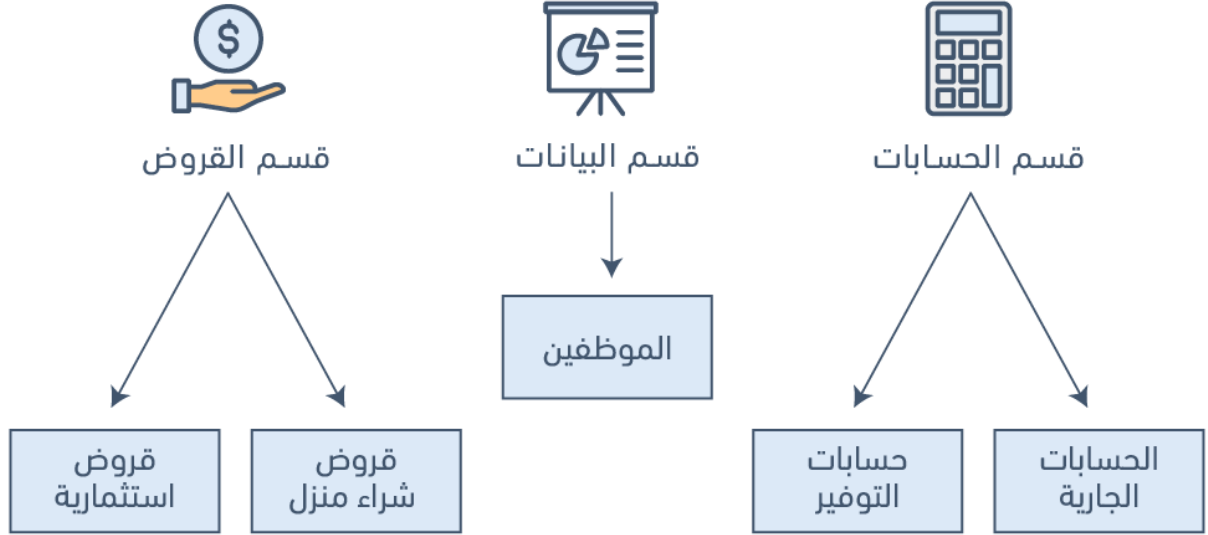 قسم الحسابات
قسم البيانات
قسم القروض
$
الموظفين
الحسابات
الجارية
حسابات
التوفير
قروض
شراء منزل
قروض
استثمارية